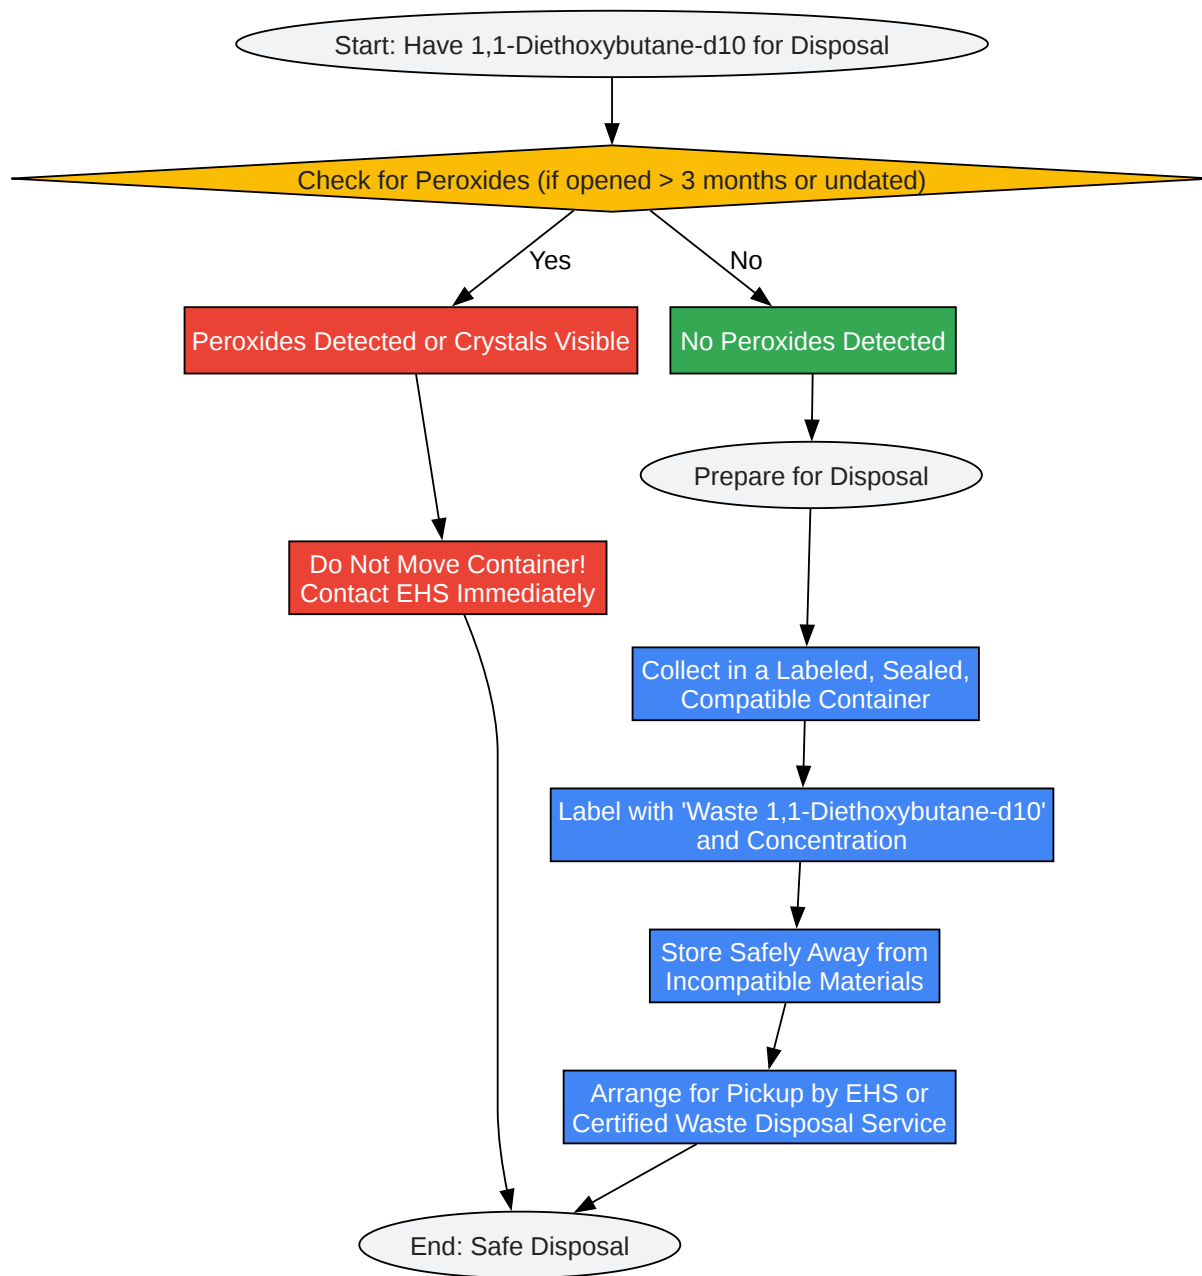 Start: Have 1,1-Diethoxybutane-d10 for Disposal
Check for Peroxides (if opened > 3 months or undated)
Yes
No
Peroxides Detected or Crystals Visible
No Peroxides Detected
Prepare for Disposal
Do Not Move Container!
Contact EHS Immediately
Collect in a Labeled, Sealed,
Compatible Container
Label with 'Waste 1,1-Diethoxybutane-d10'
and Concentration
Store Safely Away from
Incompatible Materials
Arrange for Pickup by EHS or
Certified Waste Disposal Service
End: Safe Disposal